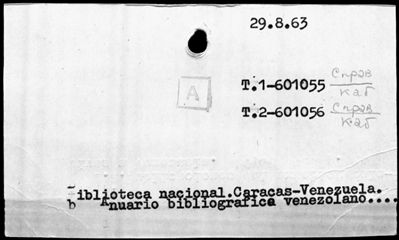 29.8.63
A
T.1-601055 Справ Каб
T.2-601056 Справ Каб
Biblioteca nacional.Caracas-Venezuela.
b Anuario bibliografica venezolano....